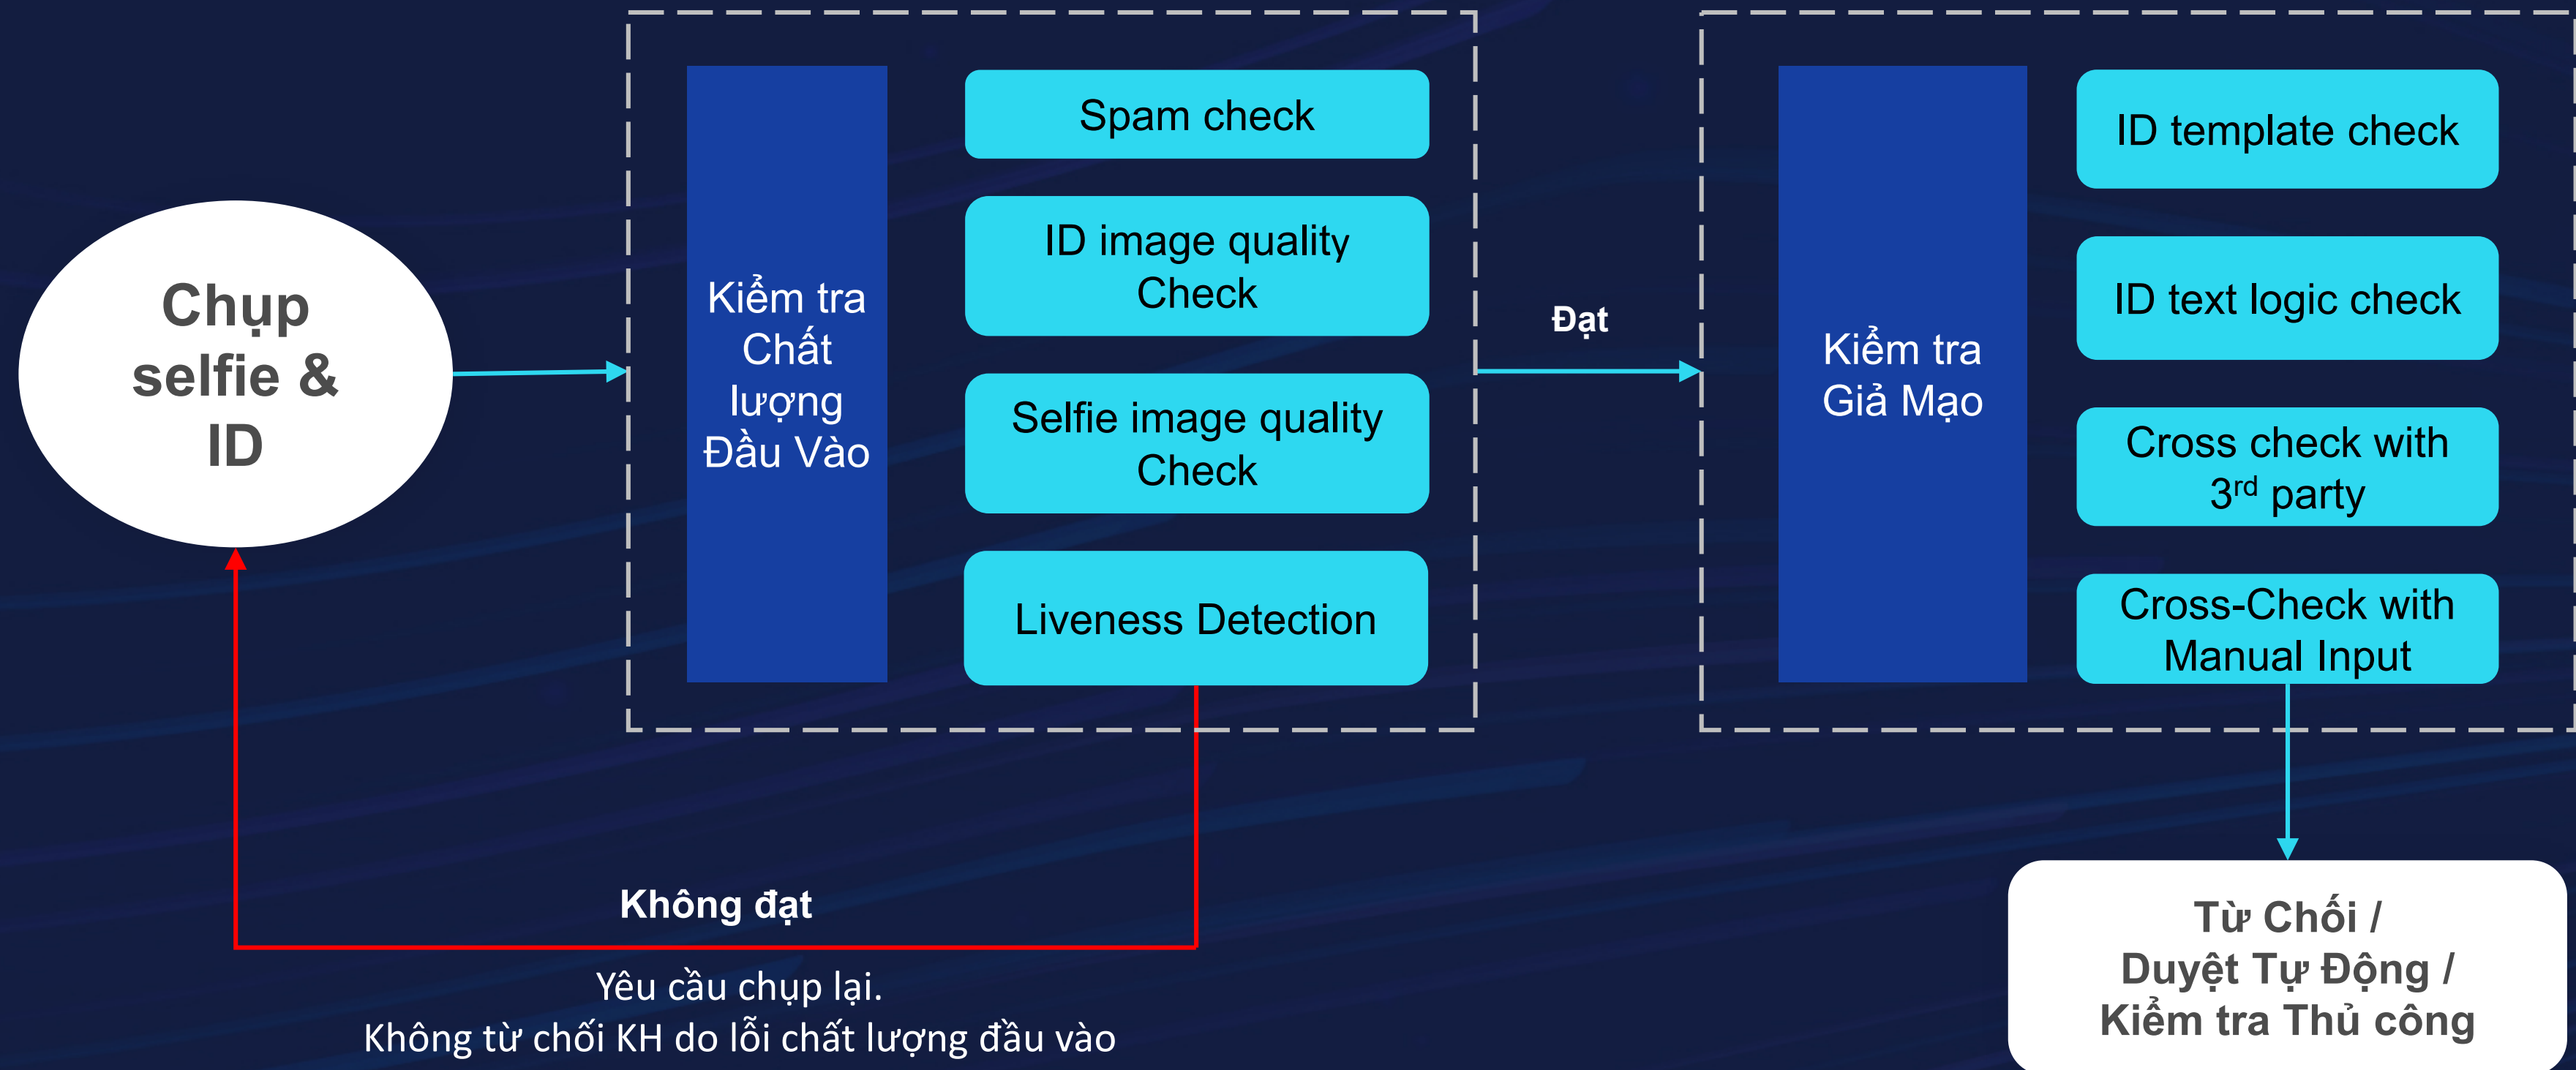 Chụp
selfie &
ID
Kiểm tra
Chất
lượng
Đầu Vào
Spam check
ID image quality
Check
Selfie image quality
Check
Liveness Detection
Đạt
Kiểm tra
Giả Mạo
ID template check
ID text logic check
Cross check with
3rd party
Cross-Check with
Manual Input
Không đạt
Yêu cầu chụp lại.
Không từ chối KH do lỗi chất lượng đầu vào
Từ Chối /
Duyệt Tự Động /
Kiểm tra Thủ công